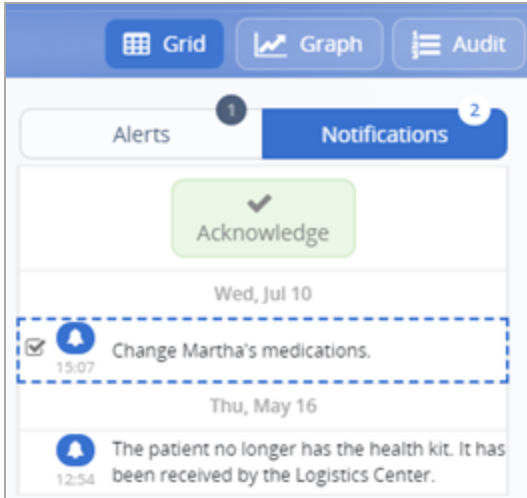 Grid Graph Audit
1
2
Alerts Notifications
Acknowledge
Wed, Jul 10
Change Martha's medications.
15:07
Thu, May 16
The patient no longer has the health kit. It has
been received by the Logistics Center.
12:54